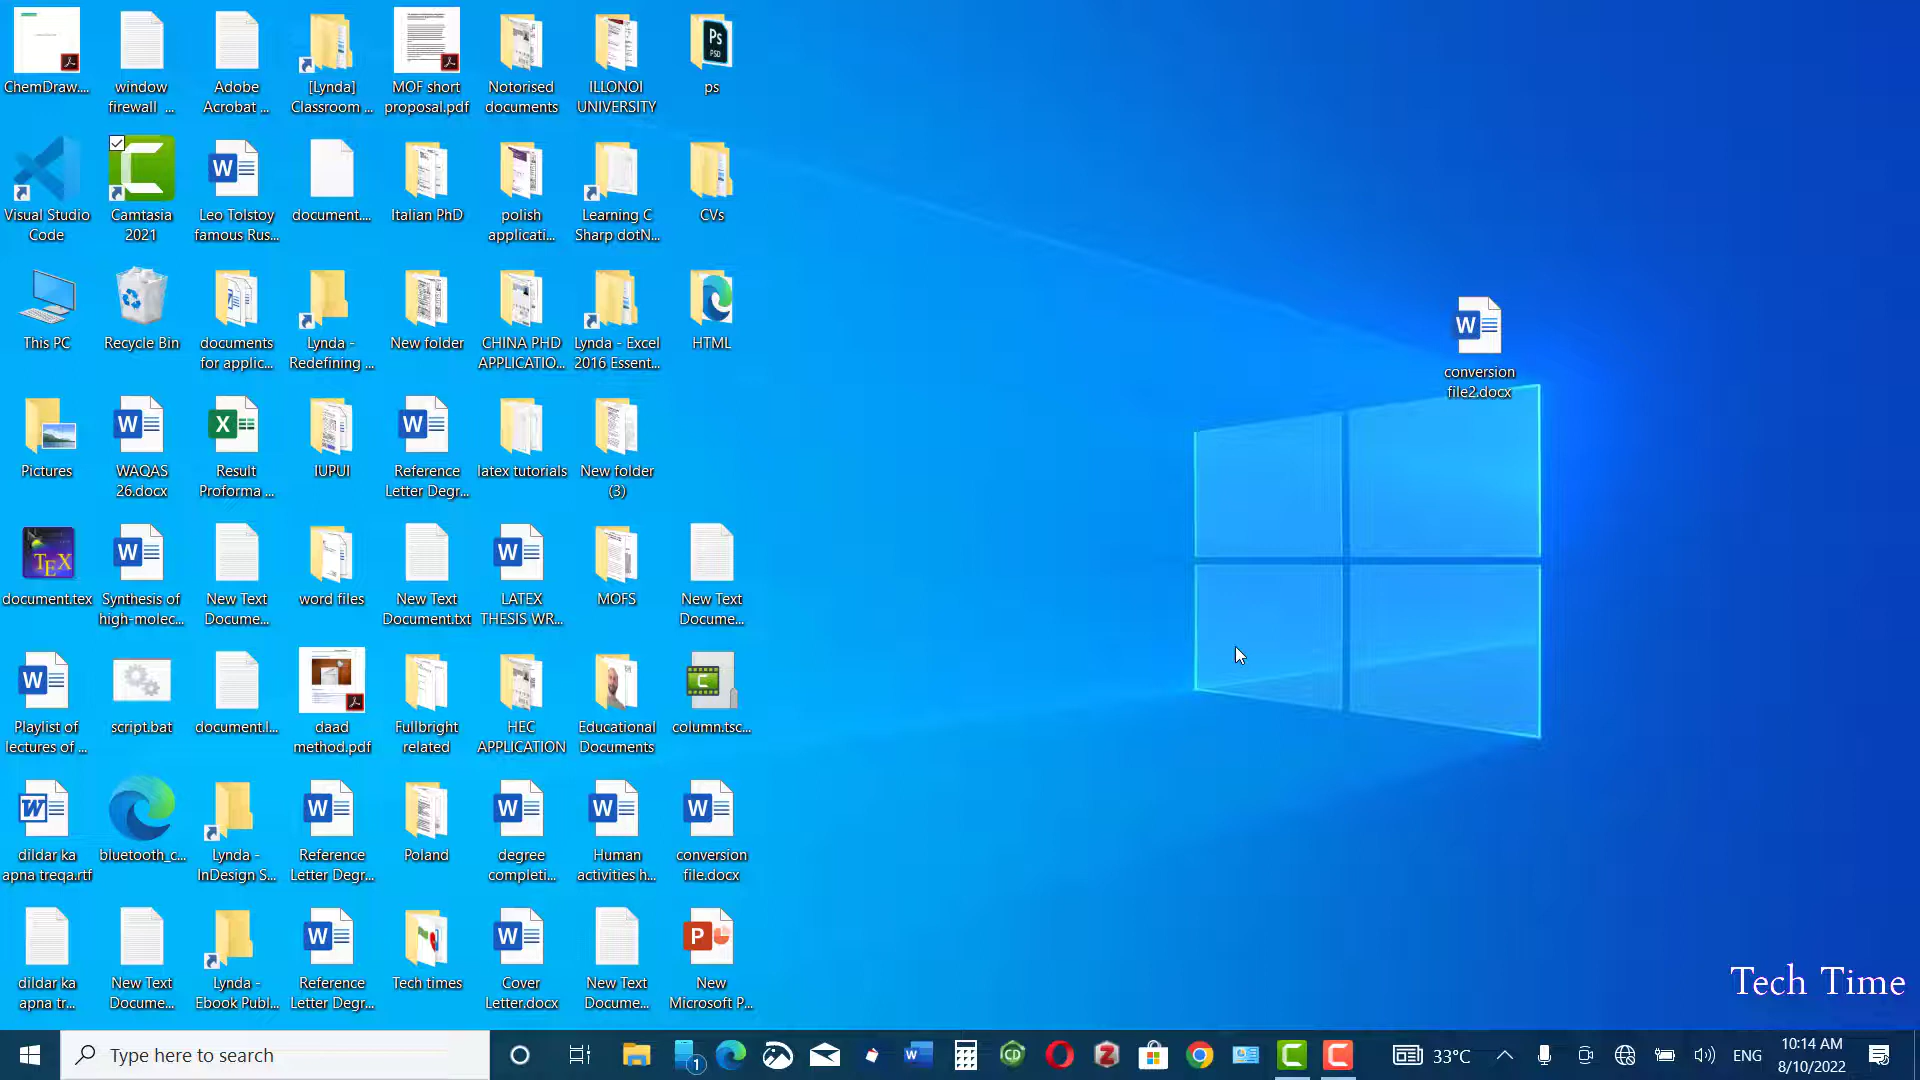 ChemDraw....
window
firewall ...
Adobe
Acrobat ...
[Lynda]
Classroom ...
MOF short
proposal.pdf
Notorised
documents
ILLONOI
UNIVERSITY
Ps
PSD
ps
Visual Studio
Code
Camtasia
2021
W
Leo Tolstoy
famous Rus...
document....
Italian PhD
polish
applicati...
Learning C
Sharp dotN...
CVs
This PC
Recycle Bin
documents
for applic...
Lynda -
Redefining ...
New folder
CHINA PHD
APPLICATIO...
Lynda - Excel
2016 Essent...
HTML
W
conversion
file2.docx
Pictures
W
WAQAS
26.docx
X
Result
Proforma ...
IUPUI
W
Reference
Letter Degr...
latex tutorials
New folder
(3)
TEX
document.tex
W
Synthesis of
high-molec...
New Text
Docume...
word files
New Text
Document.txt
W
LATEX
THESIS WR...
MOFS
New Text
Docume...
W
Playlist of
lectures of ...
script.bat
document.l...
daad
method.pdf
Fullbright
related
HEC
APPLICATION
Educational
Documents
C
column.tsc...
W
dildar ka
apna treqa.rtf
bluetooth_c...
Lynda -
InDesign S...
W
Reference
Letter Degr...
Poland
W
degree
completi...
W
Human
activities h...
W
conversion
file.docx
dildar ka
apna tr...
New Text
Docume...
Lynda -
Ebook Publ...
W
Reference
Letter Degr...
Tech times
W
Cover
Letter.docx
New Text
Docume...
P
New
Microsoft P...
Tech Time
Type here to search
1
W
CD
Z
C
C
33°C
ENG
10:14 AM
8/10/2022